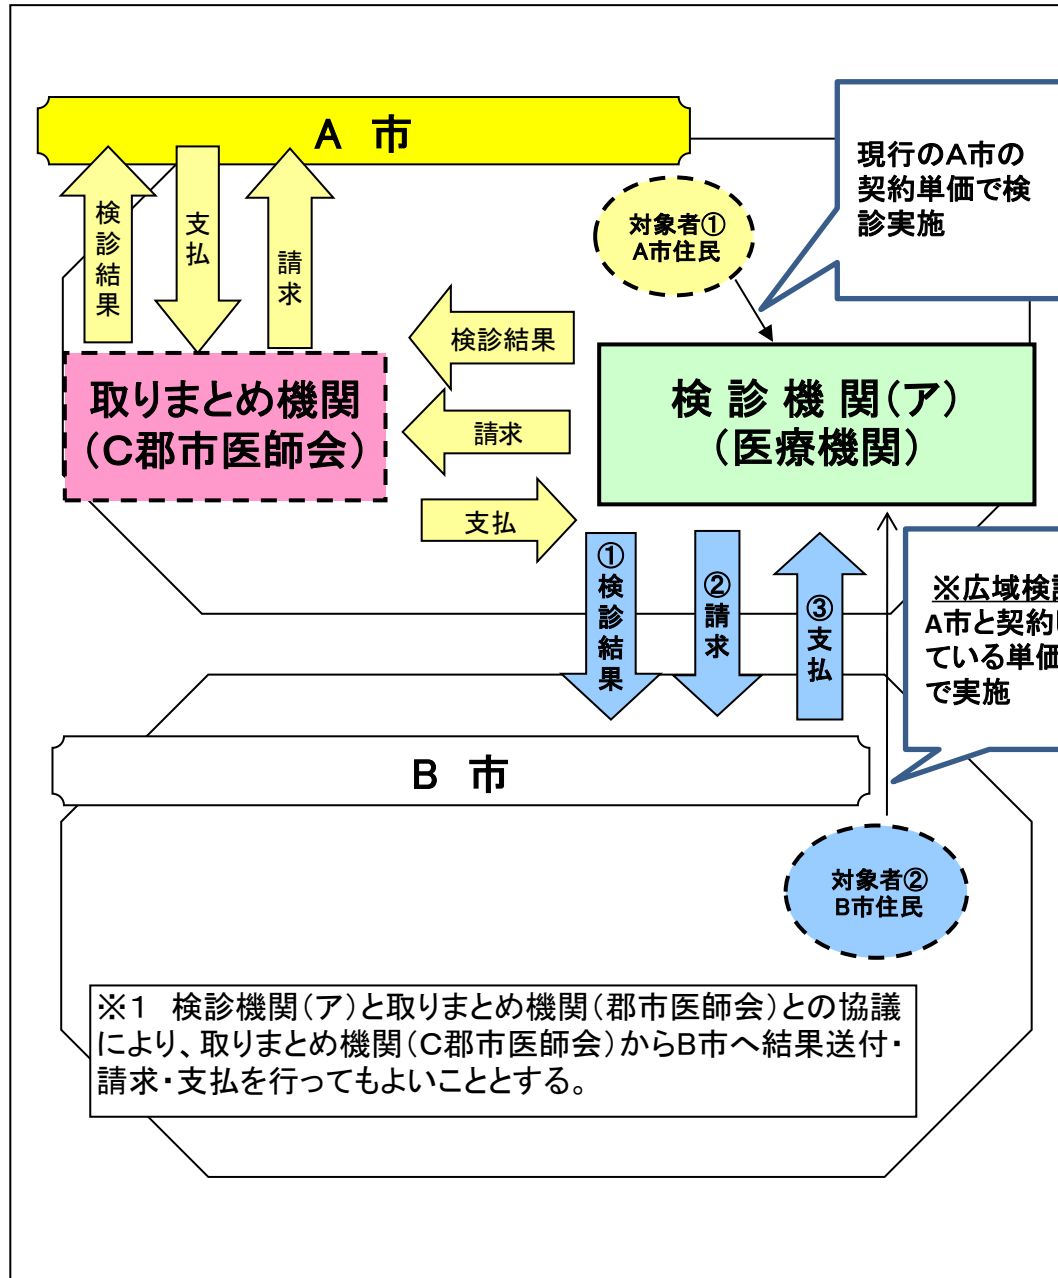 A 市
現行のA市の
契約単価で検
診実施
対象者①
A市住民
検診結果
支払
請求
検診結果
請求
支払
取りまとめ機関
（C郡市医師会）
検 診 機 関（ア）
（医療機関）
①検診結果
②請求
③支払
※広域検
A市と契約
ている単価
で実施
B 市
対象者②
B市住民
※１　検診機関（ア）と取りまとめ機関（郡市医師会）との協議
により、取りまとめ機関（C郡市医師会）からB市へ結果送付・
請求・支払を行ってもよいこととする。